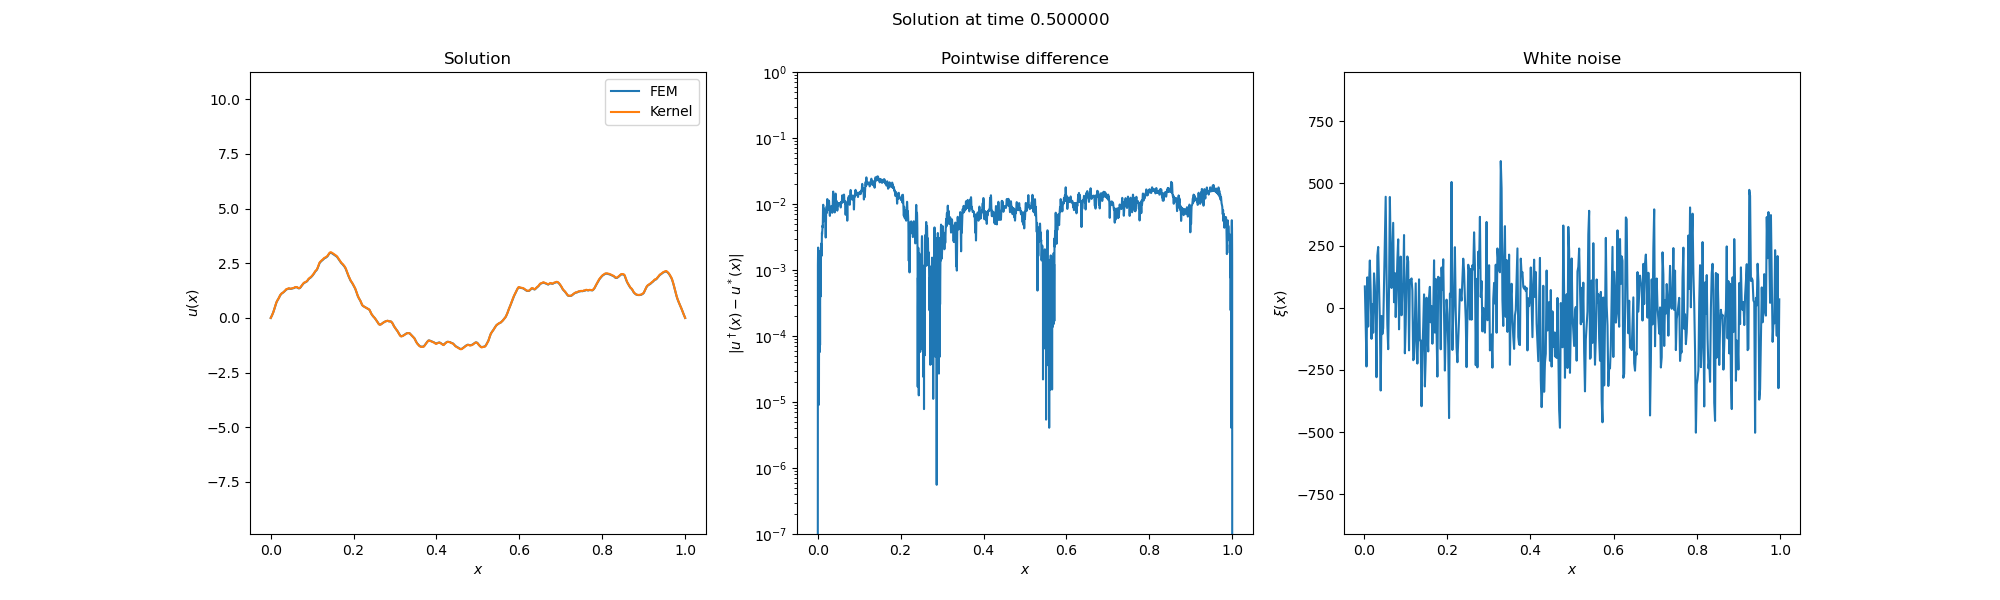 Solution at time 0.500000
Solution
10.0
7.5
5.0
2.5
0.0
−2.5
−5.0
−7.5
u(x)
0.0 0.2 0.4 0.6 0.8 1.0
x
FEM
Kernel
Pointwise difference
10⁰
10⁻¹
10⁻²
10⁻³
10⁻⁴
10⁻⁵
10⁻⁶
10⁻⁷
|u†(x) − u*(x)|
0.0 0.2 0.4 0.6 0.8 1.0
x
White noise
750
500
250
0
−250
−500
−750
ξ(x)
0.0 0.2 0.4 0.6 0.8 1.0
x